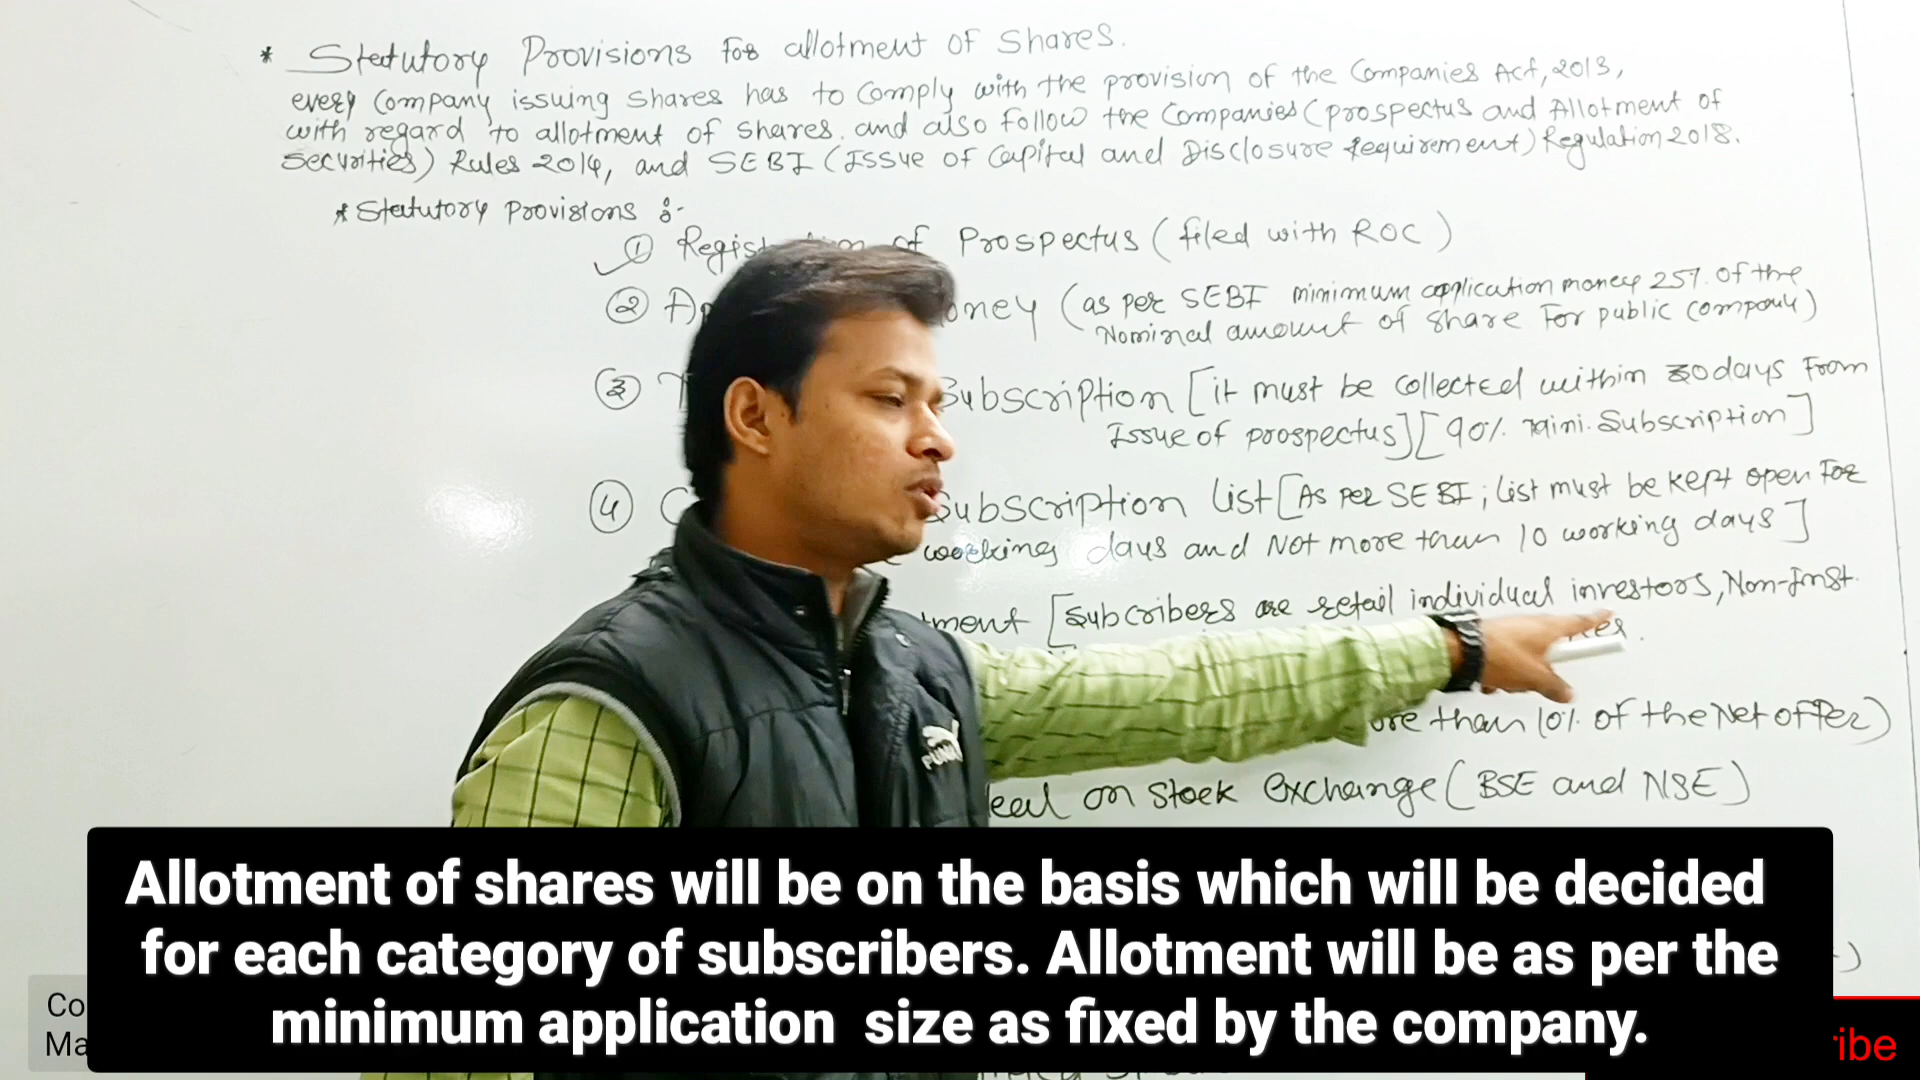 * Statutory Provisions for allotment of Shares.
every Company issuing shares has to comply with the provision of the Companies Act, 2013,
with regard to allotment of shares. and also follow the Companies (prospectus and Allotment of
Securities) Rules 2014, and SEBI (Issue of Capital and Disclosure Requirement) Regulation 2018.
* Statutory Provisions :-
① of Prospectus (filed with ROC)
② (as per SEBI minimum application money 25% of the
Nominal amount of share for public company)
③ Subscription [it must be collected within 30 days from
Issue of prospectus] [90% mini. Subscription]
④ Subscription list [As per SEBI; list must be kept open for
working days and Not more than 10 working days]
[Subcribers are retail individual investors, Non-Inst.
than 10% of the Net offer)
on Stock exchange (BSE and NSE)
PUMA
Allotment of shares will be on the basis which will be decided
for each category of subscribers. Allotment will be as per the
minimum application size as fixed by the company.
Co
Ma
ibe